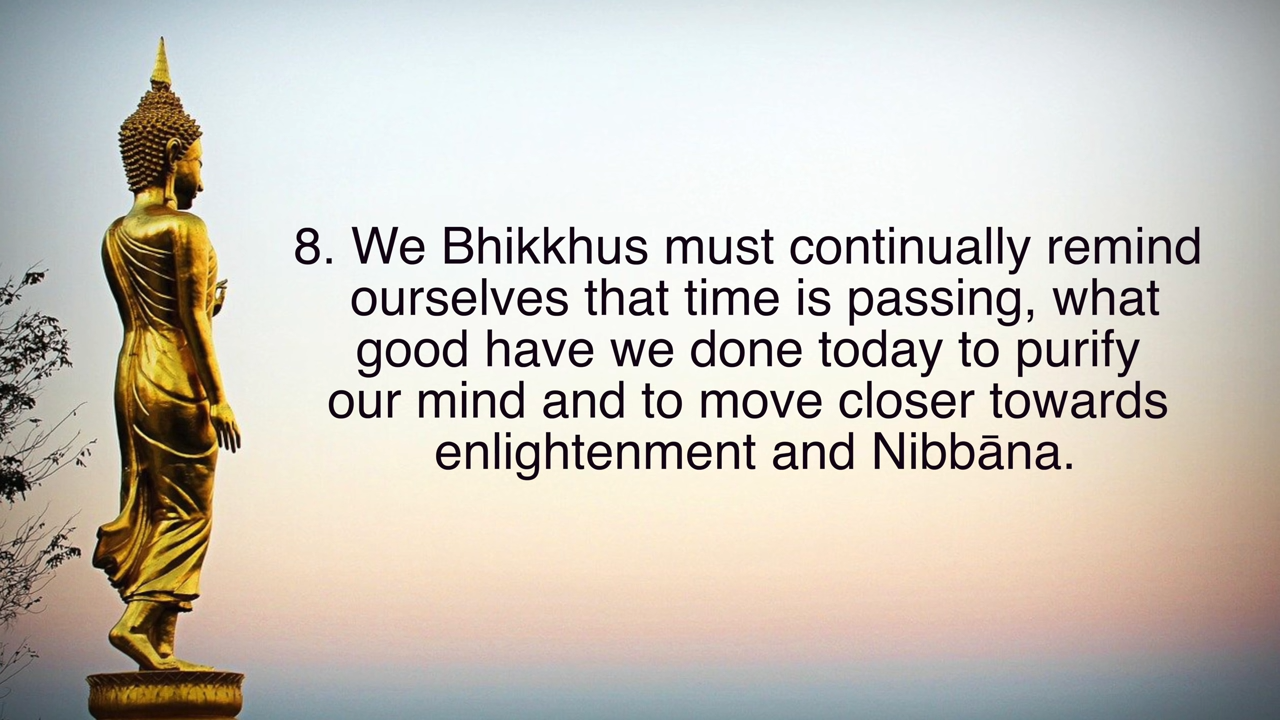 8. We Bhikkhus must continually remind
ourselves that time is passing, what
good have we done today to purify
our mind and to move closer towards
enlightenment and Nibbāna.